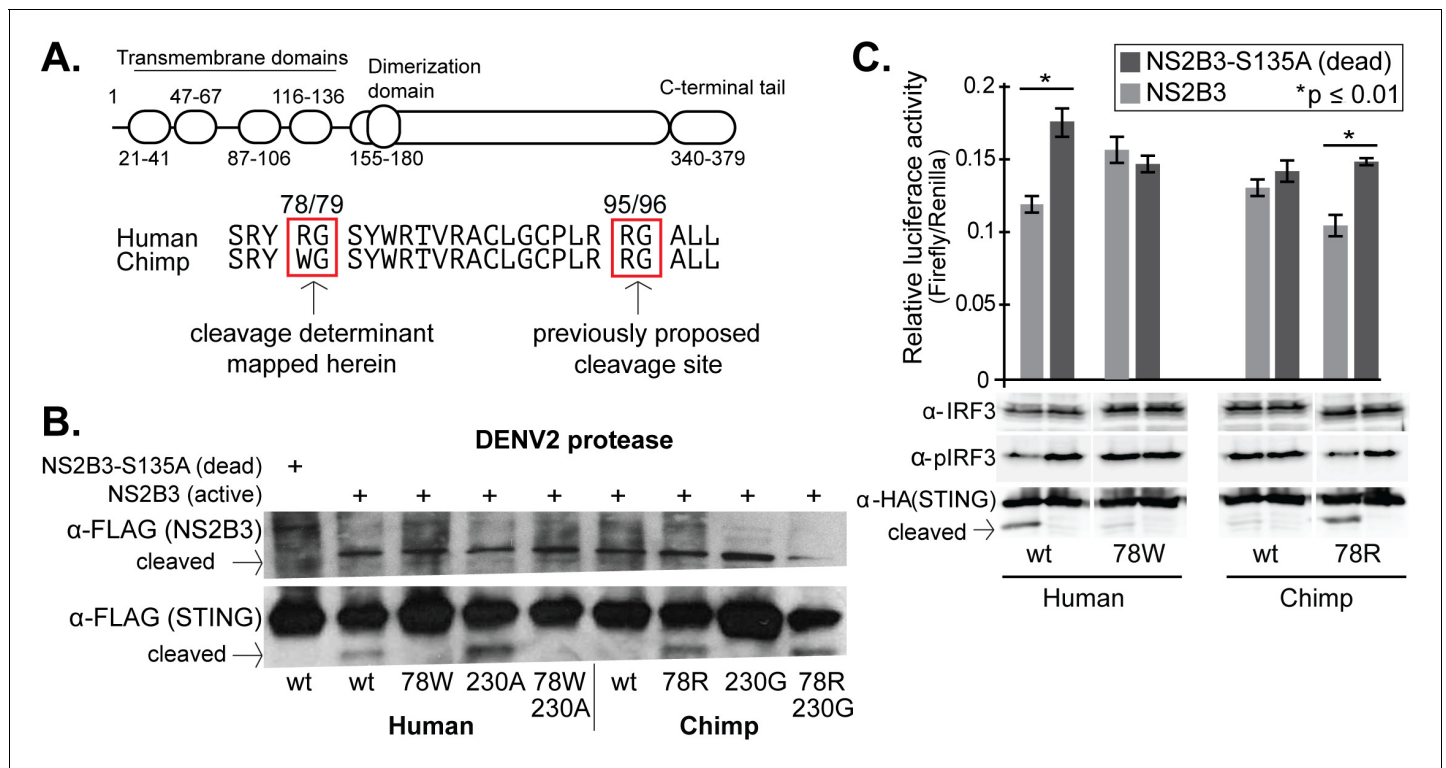 A.
Transmembrane domains
Dimerization
domain
C-terminal tail
1
47-67
116-136
21-41
87-106
155-180
340-379
78/79
95/96
Human SRY RG SYWRTVRACLGCPLR RG ALL
Chimp SRY WG SYWRTVRACLGCPLR RG ALL
cleavage determinant
mapped herein
previously proposed
cleavage site
B.
DENV2 protease
NS2B3-S135A (dead) +
NS2B3 (active) + + + + + + + +
α-FLAG (NS2B3)
cleaved
α-FLAG (STING)
cleaved
wt wt 78W 230A 78W 230A wt 78R 230G 78R 230G
Human Chimp
C.
NS2B3-S135A (dead)
NS2B3 *p ≤ 0.01
Relative luciferace activity
(Firefly/Renilla)
0.2
0.15
0.1
0.05
0
*
*
α-IRF3
α-pIRF3
α-HA(STING)
cleaved
wt 78W wt 78R
Human Chimp